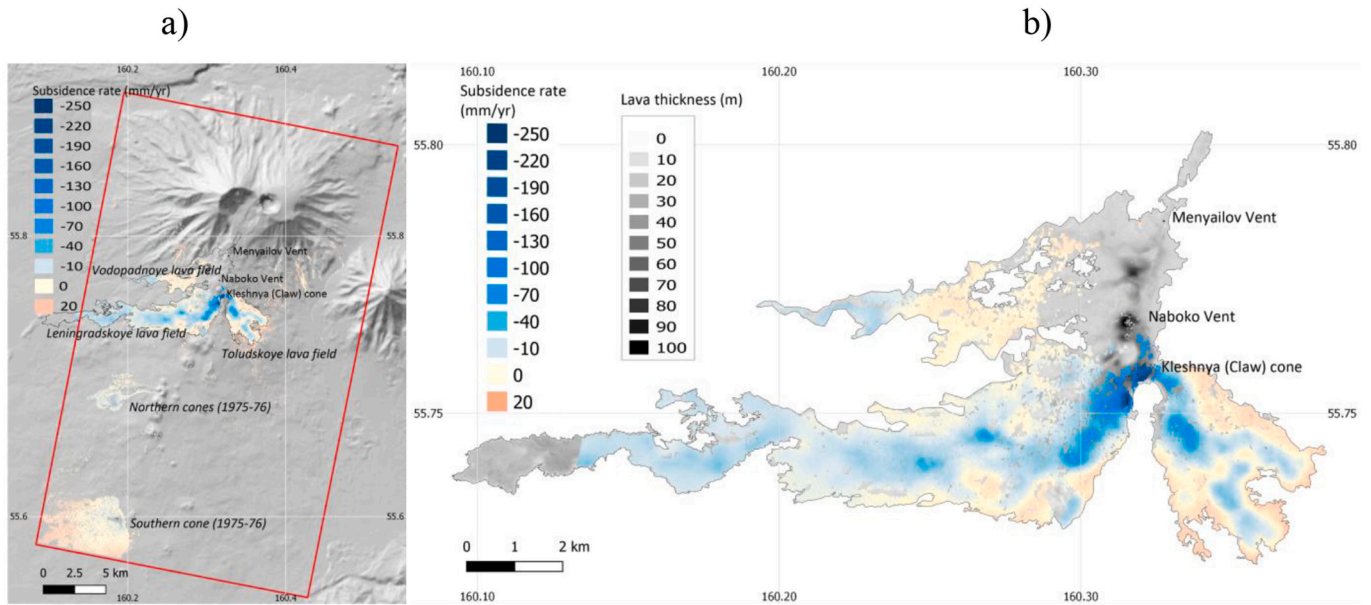 a)
b)
160.2
160.4
Subsidence rate (mm/yr)
-250
-220
-190
-160
-130
-100
-70
-40
-10
0
20
55.8
Menyailov Vent
Vodopadnoye lava field
Naboko Vent
Kleshnya (Claw) cone
Leningradskoye lava field
Toludskoye lava field
Northern cones (1975-76)
55.6
Southern cone (1975-76)
0 2.5 5 km
160.2
160.4
160.10
160.20
160.30
Subsidence rate
(mm/yr)
-250
-220
-190
-160
-130
-100
-70
-40
-10
0
20
Lava thickness (m)
0
10
20
30
40
50
60
70
80
90
100
55.80
55.80
Menyailov Vent
Naboko Vent
Kleshnya (Claw) cone
55.75
55.75
0 1 2 km
160.10
160.20
160.30